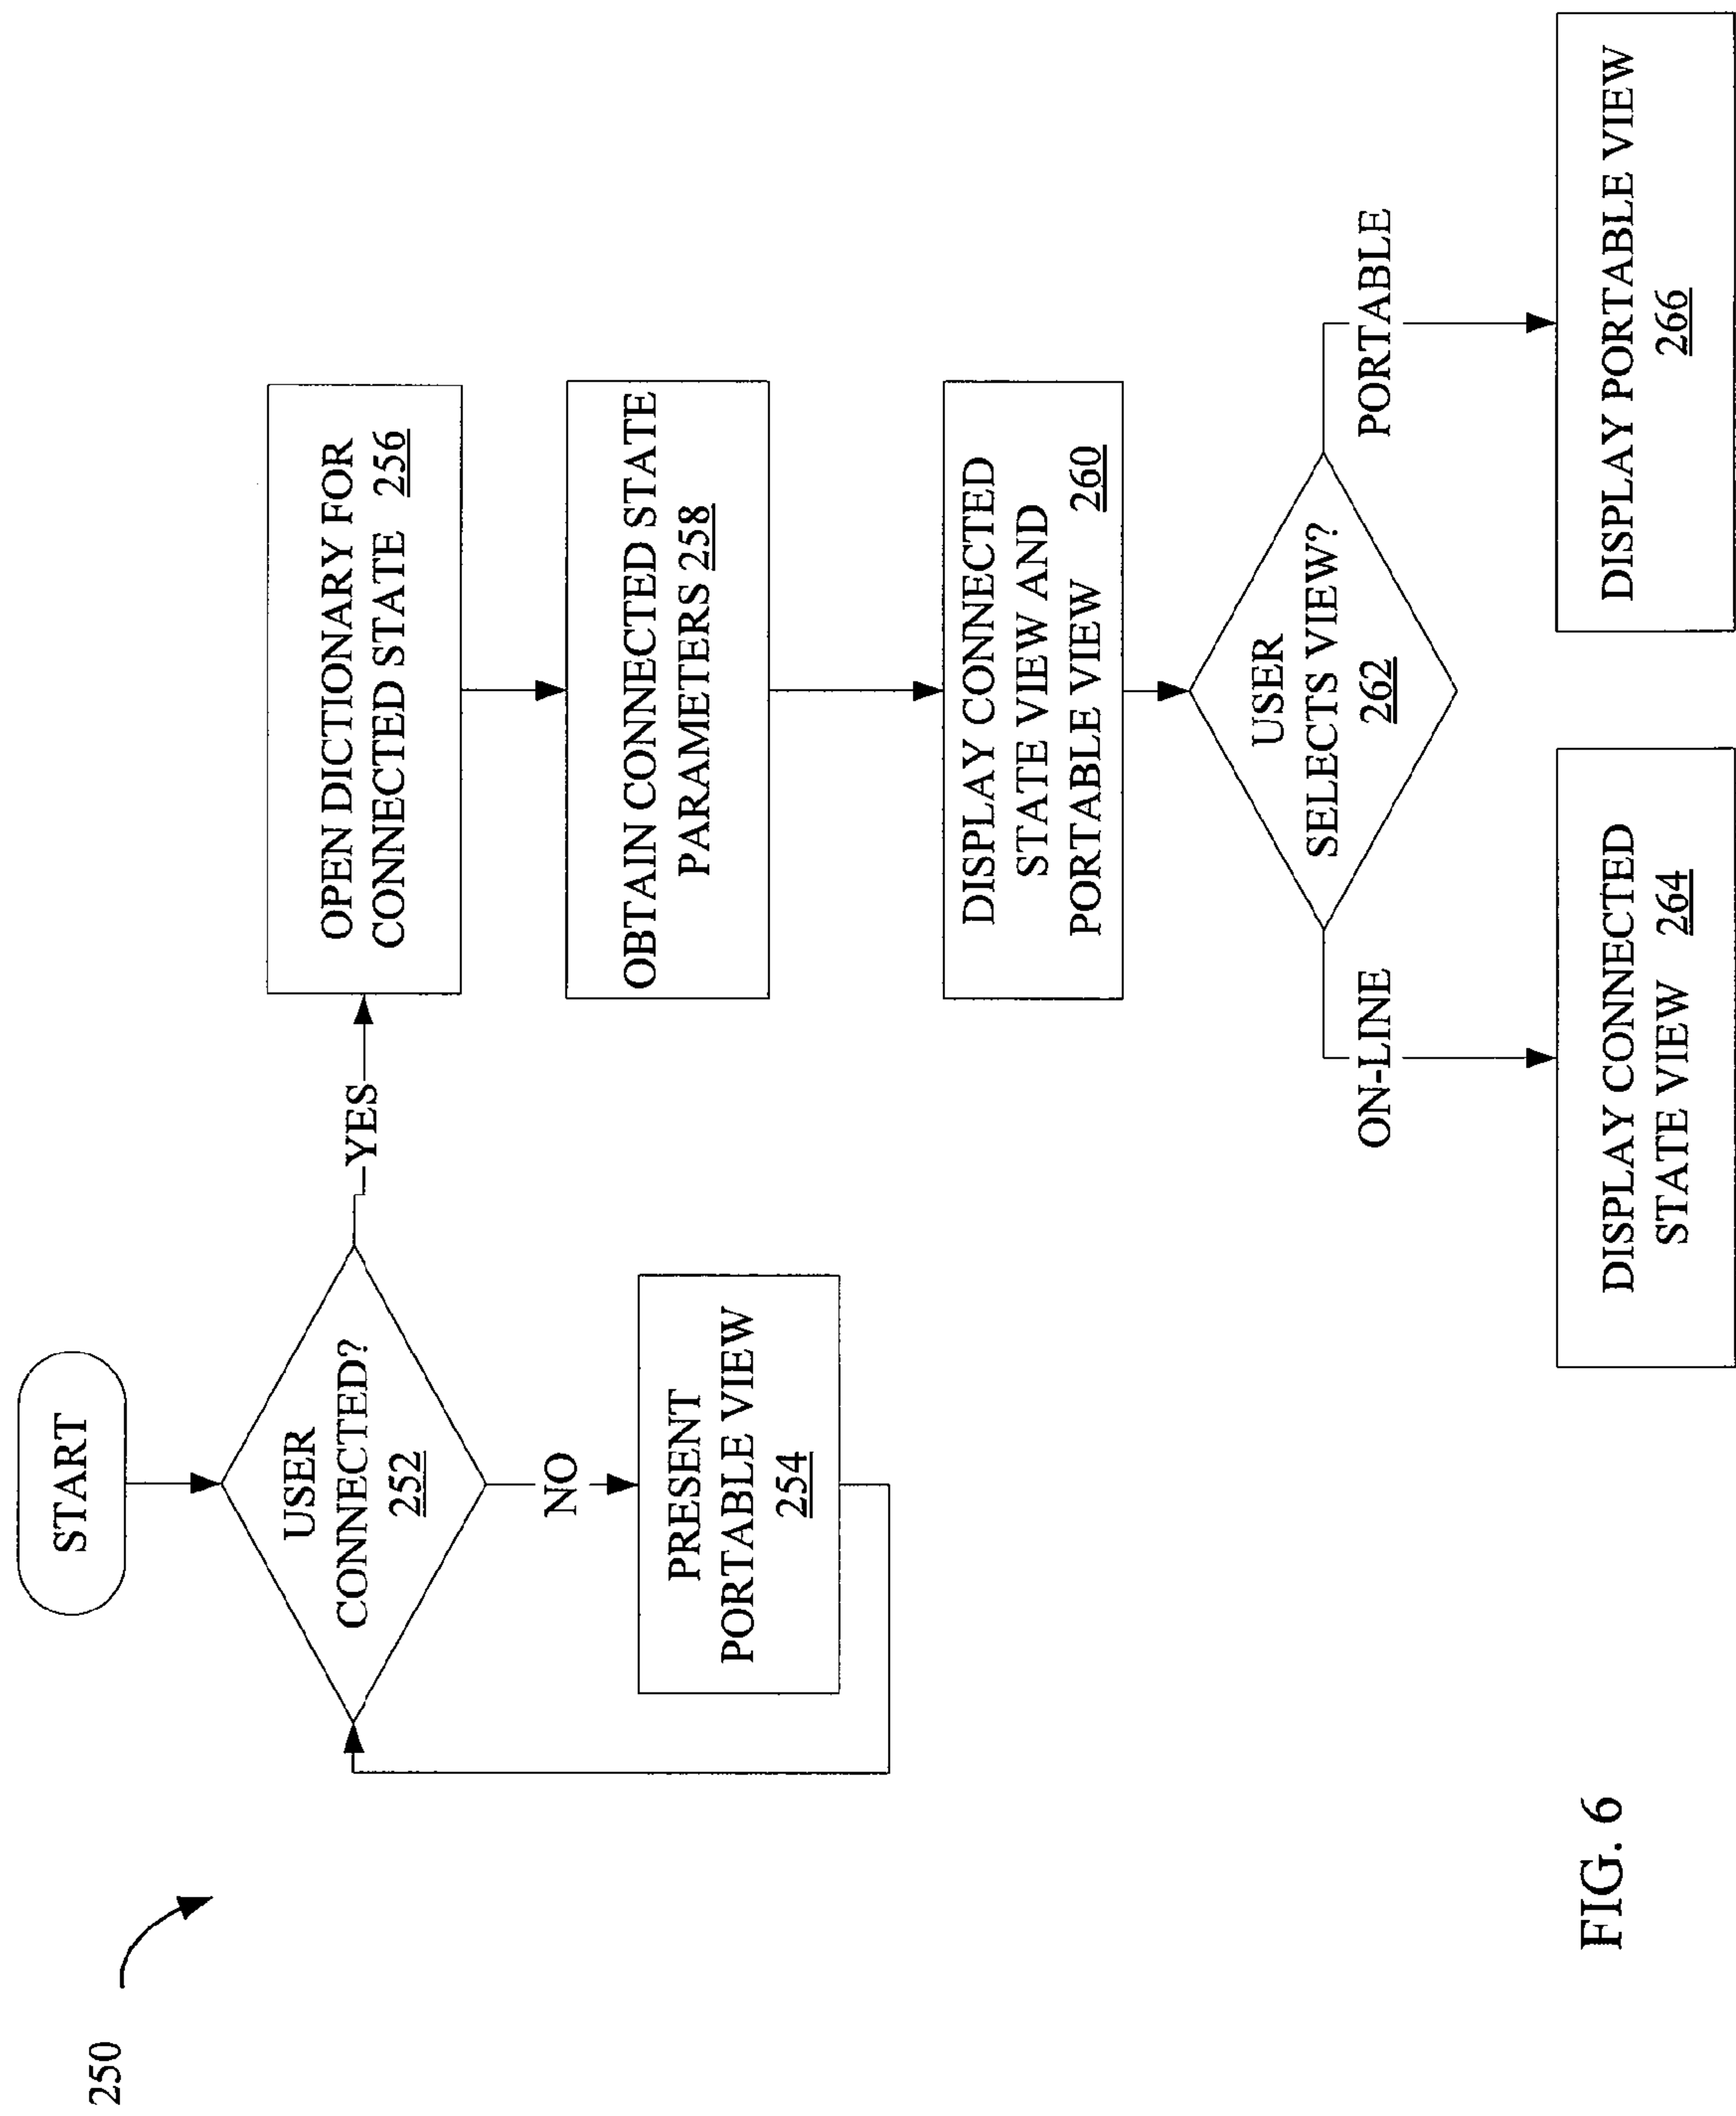 250
START
USER
CONNECTED?
252
NO
PRESENT
PORTABLE VIEW
254
YES
OPEN DICTIONARY FOR
CONNECTED STATE 256
OBTAIN CONNECTED STATE
PARAMETERS 258
DISPLAY CONNECTED
STATE VIEW AND
PORTABLE VIEW 260
USER
SELECTS VIEW?
262
ON-LINE
PORTABLE
DISPLAY CONNECTED
STATE VIEW 264
DISPLAY PORTABLE VIEW
266
FIG. 6